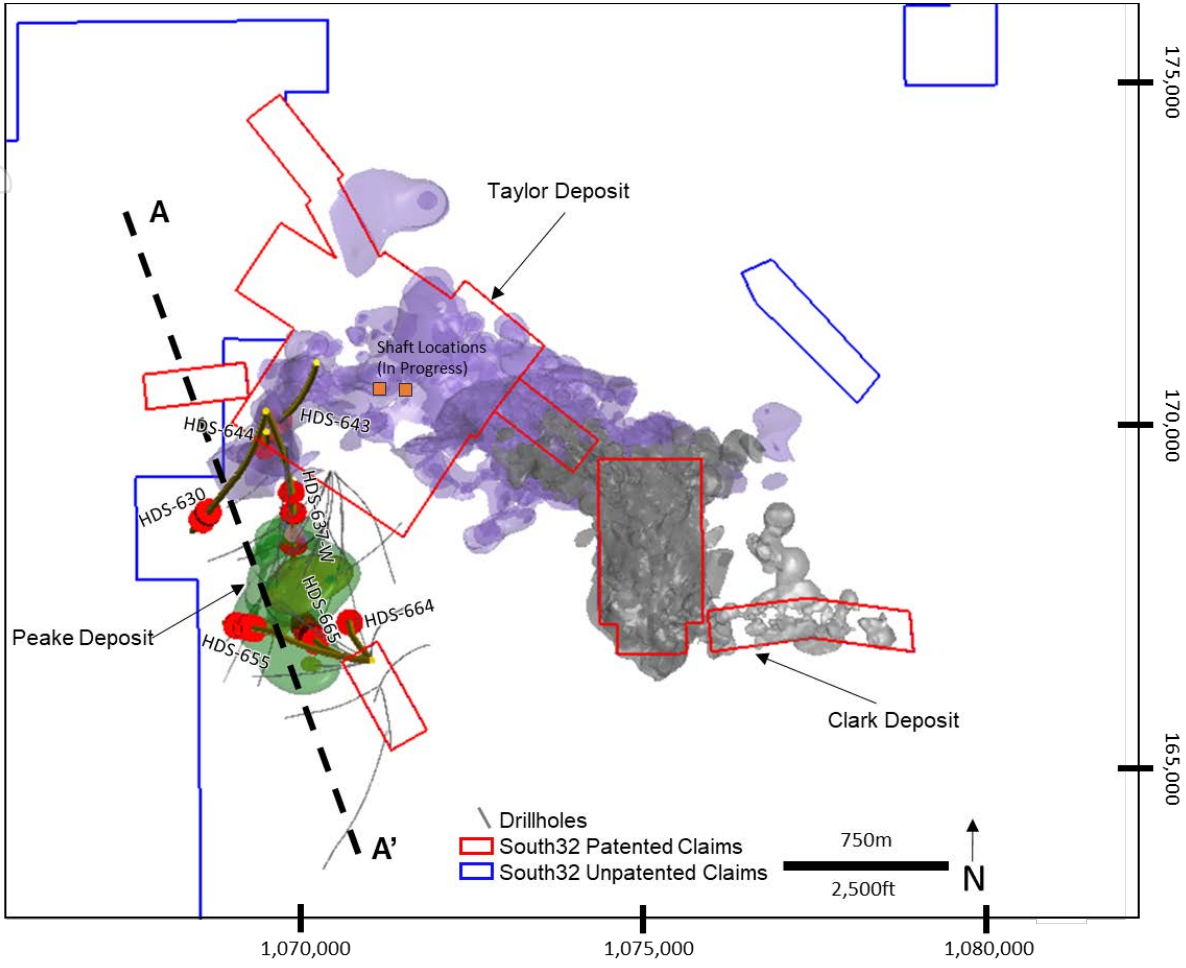 175,000
Taylor Deposit
A
Shaft Locations
(In Progress)
HDS-643
HDS-644
170,000
HDS-630
HDS-637-W
HDS-665
HDS-664
Peake Deposit
HDS-655
Clark Deposit
165,000
Drillholes
South32 Patented Claims
South32 Unpatented Claims
750m
2,500ft
N
A’
1,070,000
1,075,000
1,080,000